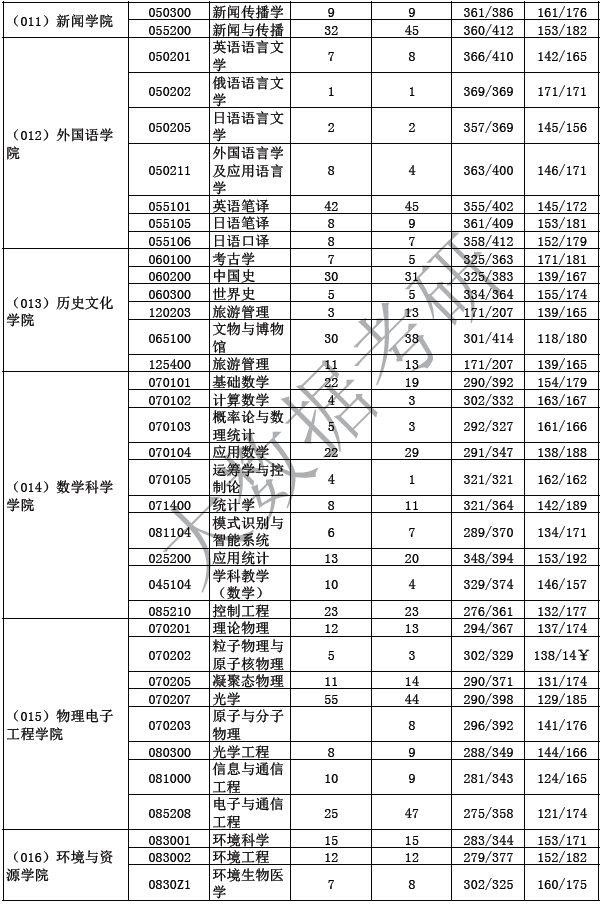 （011）新闻学院
050300 新闻传播学 9 9 361/386 161/176
055200 新闻与传播 32 45 360/412 153/182
（012）外国语学
院
050201 英语语言文
学 7 8 366/410 142/165
050202 俄语语言文
学 1 1 369/369 171/171
050205 日语语言文
学 2 2 357/369 145/156
050211 外国语言学
及应用语言
学 8 4 363/400 146/171
055101 英语笔译 42 45 355/402 145/172
055105 日语笔译 8 9 361/409 153/181
055106 日语口译 8 7 358/412 152/179
（013）历史文化
学院
060100 考古学 7 5 325/363 171/181
060200 中国史 30 31 325/383 139/167
060300 世界史 5 5 334/364 155/174
120203 旅游管理 3 13 171/207 139/165
065100 文物与博物
馆 30 38 301/414 118/180
125400 旅游管理 11 13 171/207 139/165
（014）数学科学
学院
070101 基础数学 22 19 290/392 154/179
070102 计算数学 4 3 302/332 163/167
070103 概率论与数
理统计 5 3 292/327 161/166
070104 应用数学 22 29 291/347 138/188
070105 运筹学与控
制论 4 1 321/321 162/162
071400 统计学 8 11 321/364 142/189
081104 模式识别与
智能系统 6 7 289/370 134/171
025200 应用统计 13 20 348/394 153/192
045104 学科教学
（数学） 10 4 329/374 146/157
085210 控制工程 23 23 276/361 132/177
（015）物理电子
工程学院
070201 理论物理 12 13 294/367 137/174
070202 粒子物理与
原子核物理 5 3 302/329 138/14¥
070205 凝聚态物理 11 14 290/371 131/174
070207 光学 55 44 290/398 129/185
070203 原子与分子
物理 8 296/392 141/176
080300 光学工程 8 9 288/349 144/166
081000 信息与通信
工程 10 9 281/343 124/165
085208 电子与通信
工程 25 47 275/358 121/174
（016）环境与资
源学院
083001 环境科学 15 15 283/344 153/171
083002 环境工程 12 12 279/377 152/182
0830Z1 环境生物医
学 7 8 302/325 160/175
大数据考研